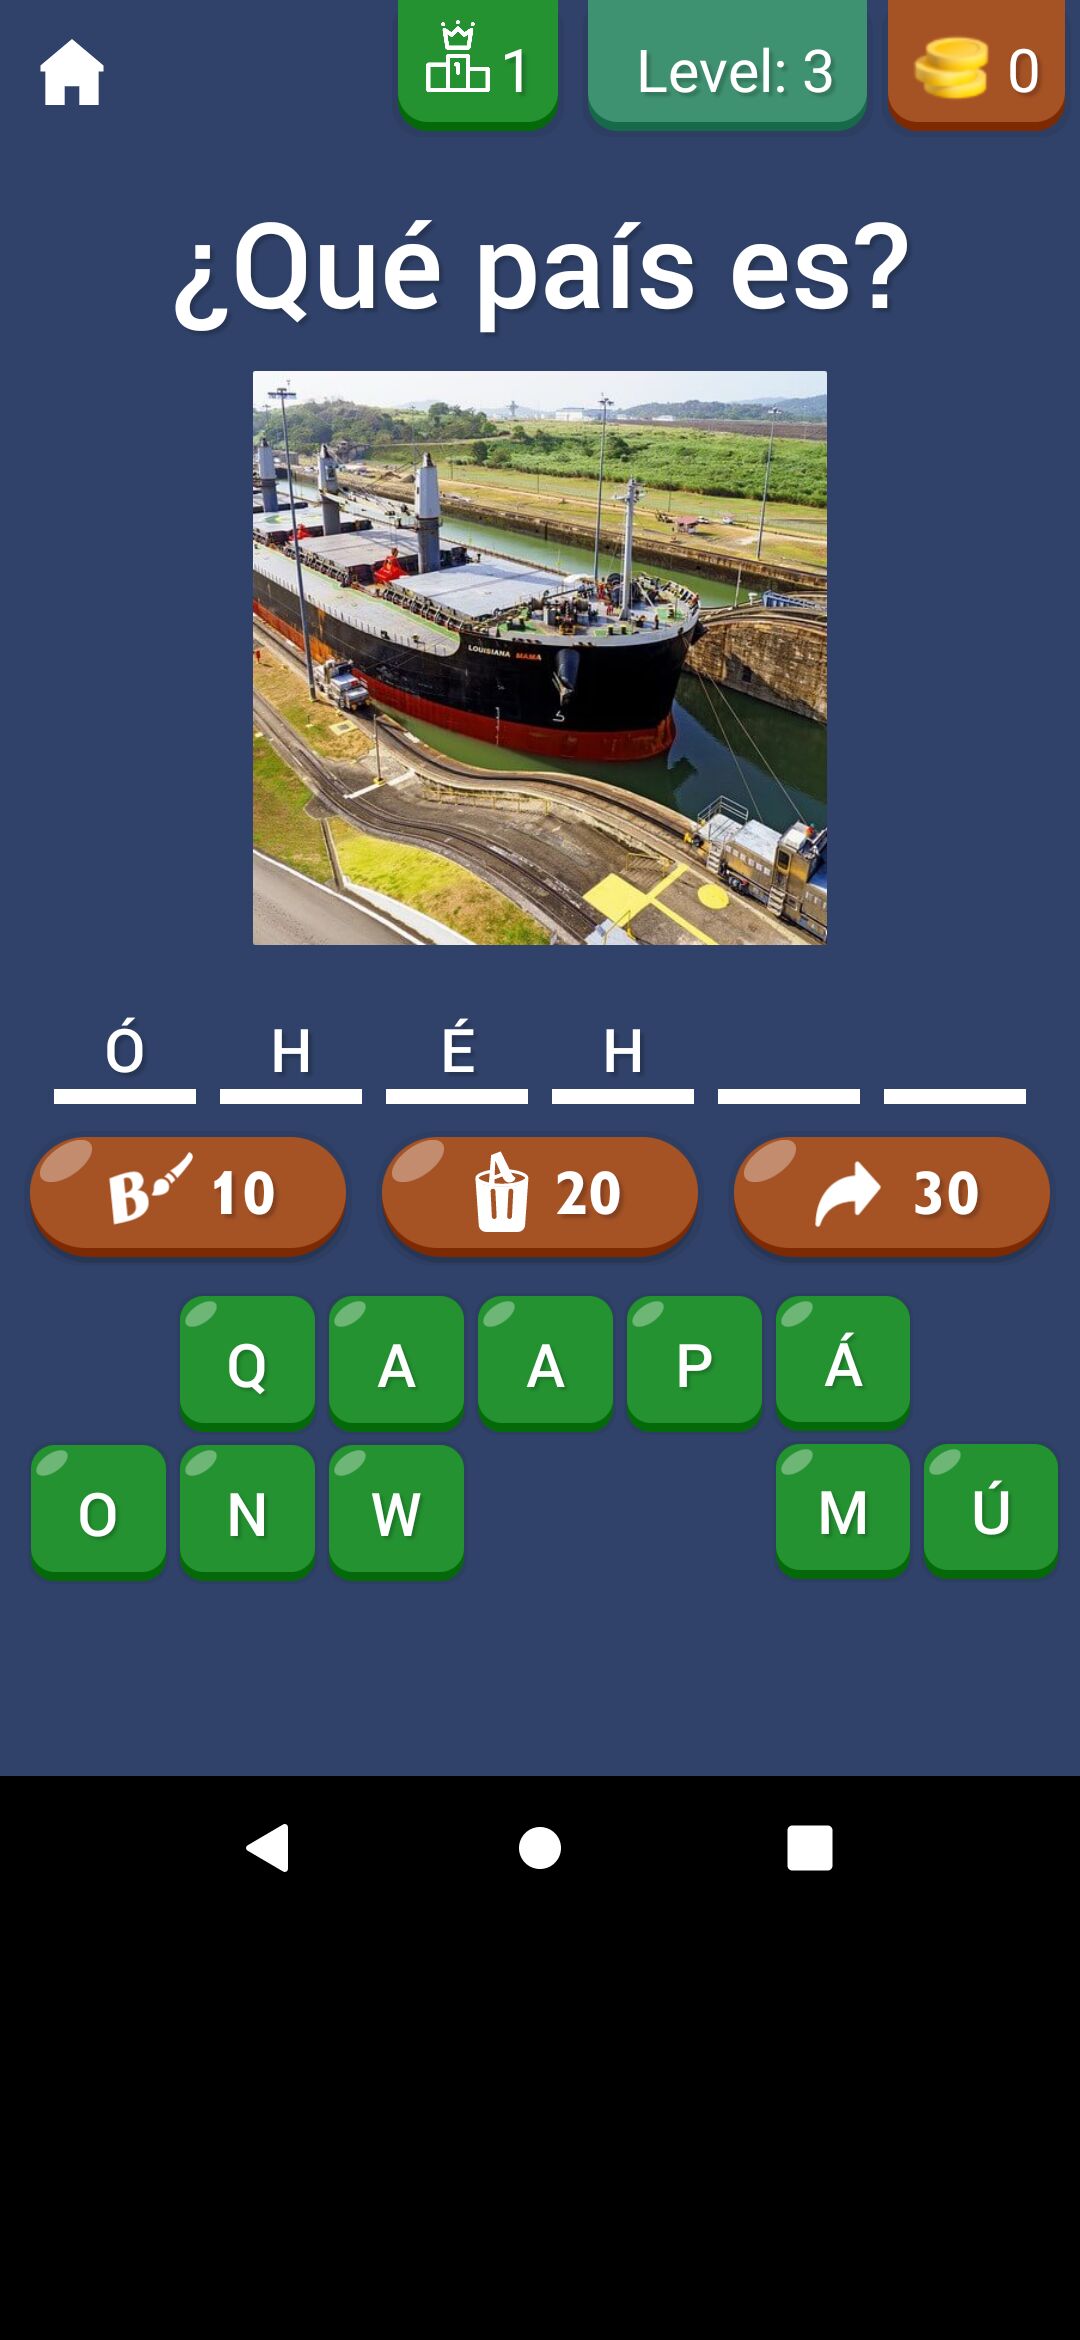 1 Level: 3 0
¿Qué país es?
LOUISIANA MAMA
Ó H É H
B 10 20 30
Q A A P Á
O N W M Ú